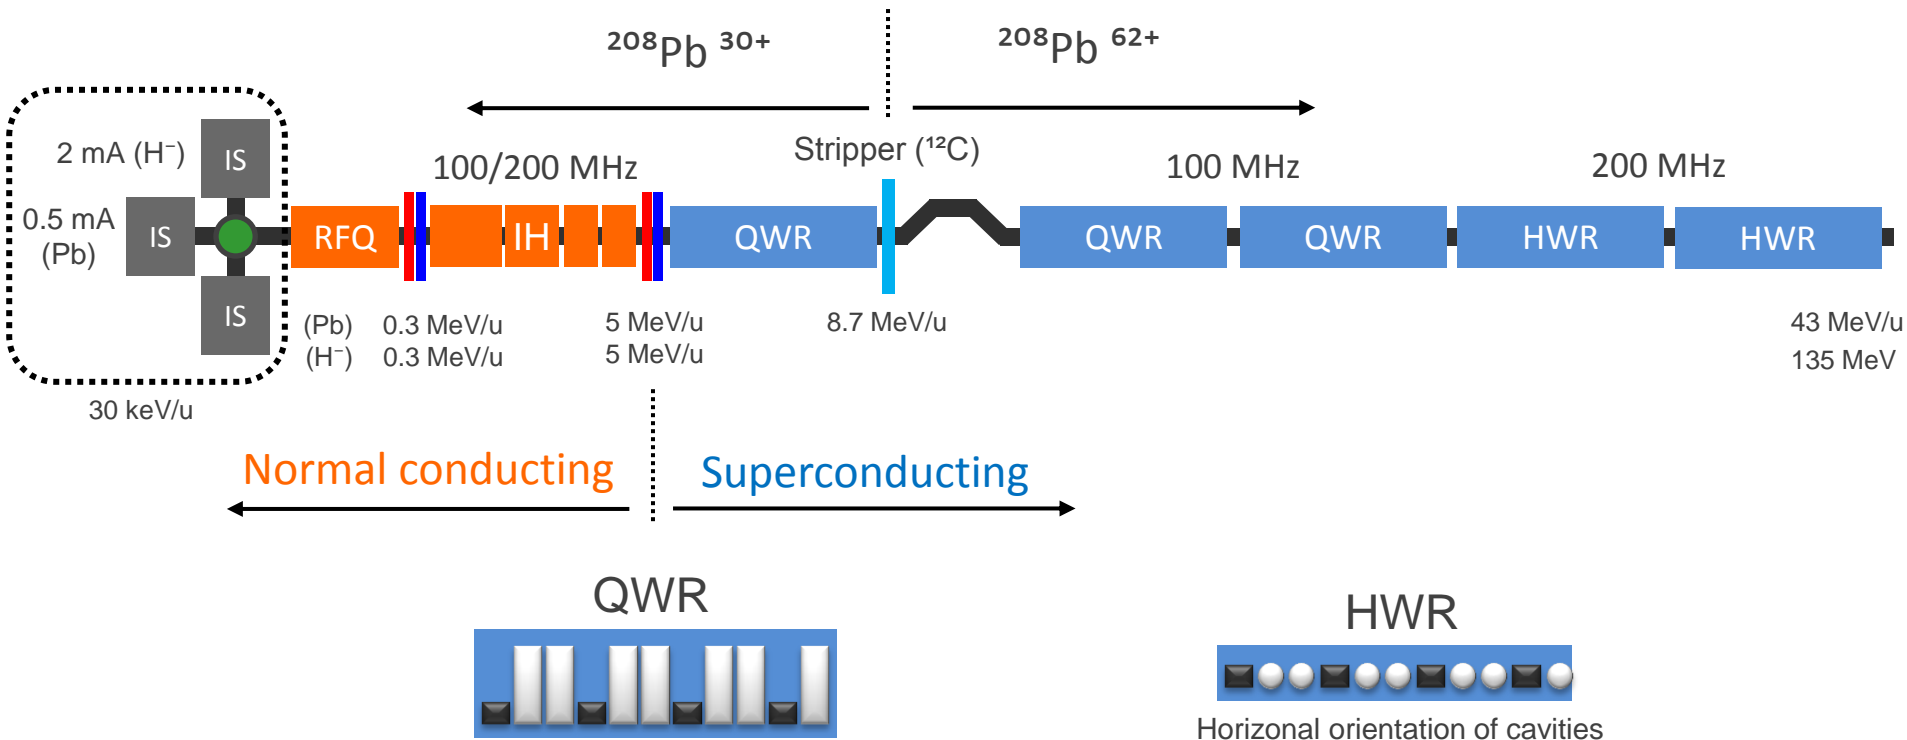 ²⁰⁸Pb ³⁰⁺
²⁰⁸Pb ⁶²⁺
2 mA (H⁻)
IS
100/200 MHz
Stripper (¹²C)
100 MHz
200 MHz
0.5 mA
(Pb)
IS
RFQ
IH
QWR
QWR
QWR
HWR
HWR
IS
(Pb) 0.3 MeV/u
(H⁻) 0.3 MeV/u
5 MeV/u
5 MeV/u
8.7 MeV/u
43 MeV/u
135 MeV
30 keV/u
Normal conducting
Superconducting
QWR
HWR
Horizonal orientation of cavities